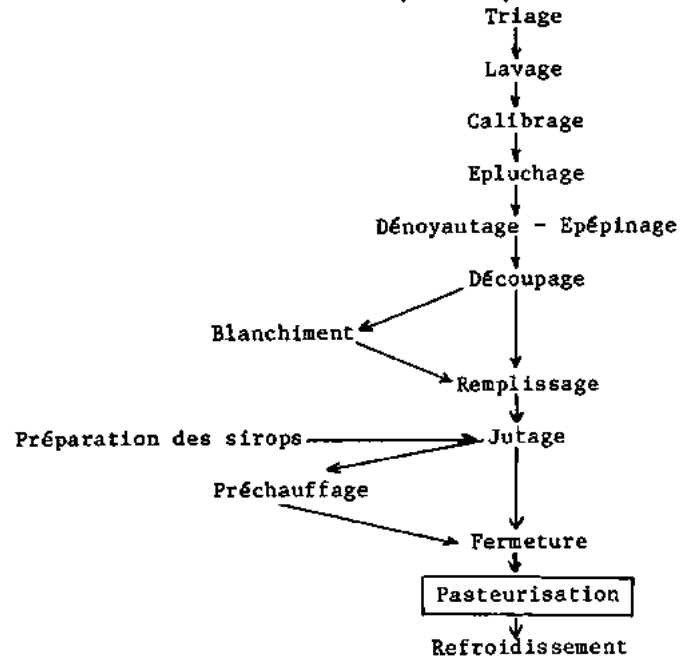 Triage
Lavage
Calibrage
Epluchage
Dénoyautage - Epépinage
Découpage
Blanchiment
Remplissage
Préparation des sirops
Jutage
Préchauffage
Fermeture
Pasteurisation
Refroidissement